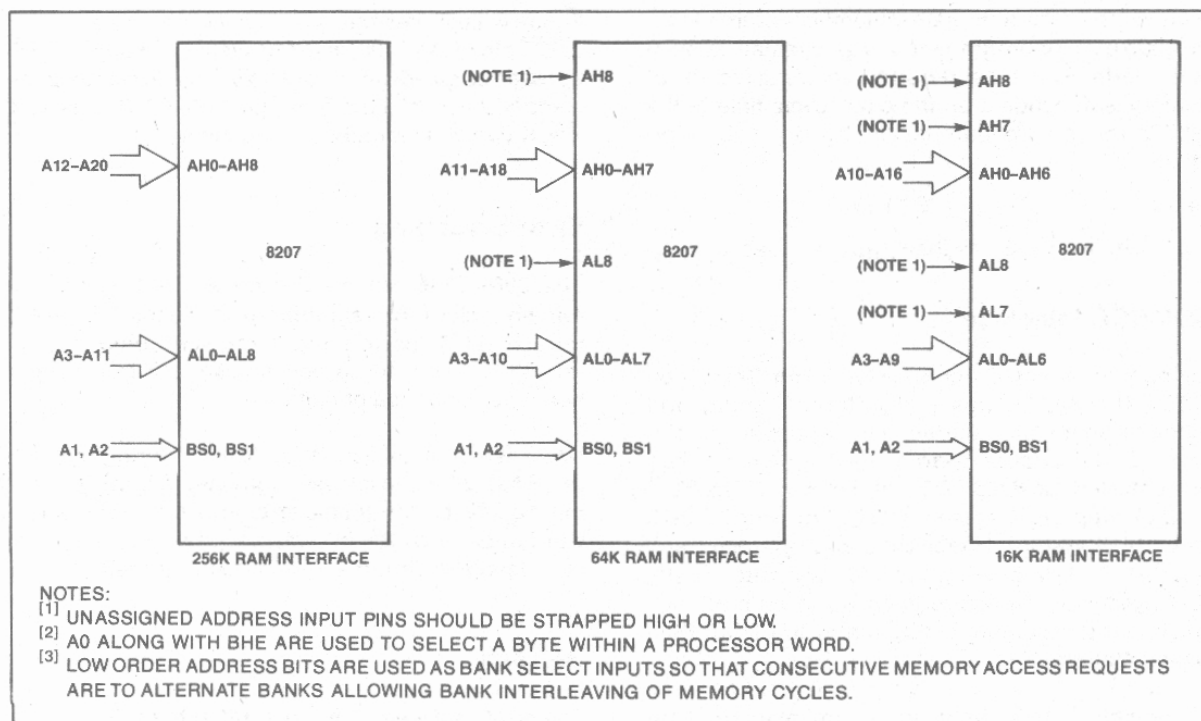 A12–A20
AH0–AH8
8207
A3–A11
AL0–AL8
A1, A2
BS0, BS1
256K RAM INTERFACE
(NOTE 1)
AH8
A11–A18
AH0–AH7
(NOTE 1)
AL8
8207
A3–A10
AL0–AL7
A1, A2
BS0, BS1
64K RAM INTERFACE
(NOTE 1)
AH8
(NOTE 1)
AH7
A10–A16
AH0–AH6
8207
(NOTE 1)
AL8
(NOTE 1)
AL7
A3–A9
AL0–AL6
A1, A2
BS0, BS1
16K RAM INTERFACE
NOTES:
[1] UNASSIGNED ADDRESS INPUT PINS SHOULD BE STRAPPED HIGH OR LOW.
[2] A0 ALONG WITH BHE ARE USED TO SELECT A BYTE WITHIN A PROCESSOR WORD.
[3] LOW ORDER ADDRESS BITS ARE USED AS BANK SELECT INPUTS SO THAT CONSECUTIVE MEMORY ACCESS REQUESTS
ARE TO ALTERNATE BANKS ALLOWING BANK INTERLEAVING OF MEMORY CYCLES.